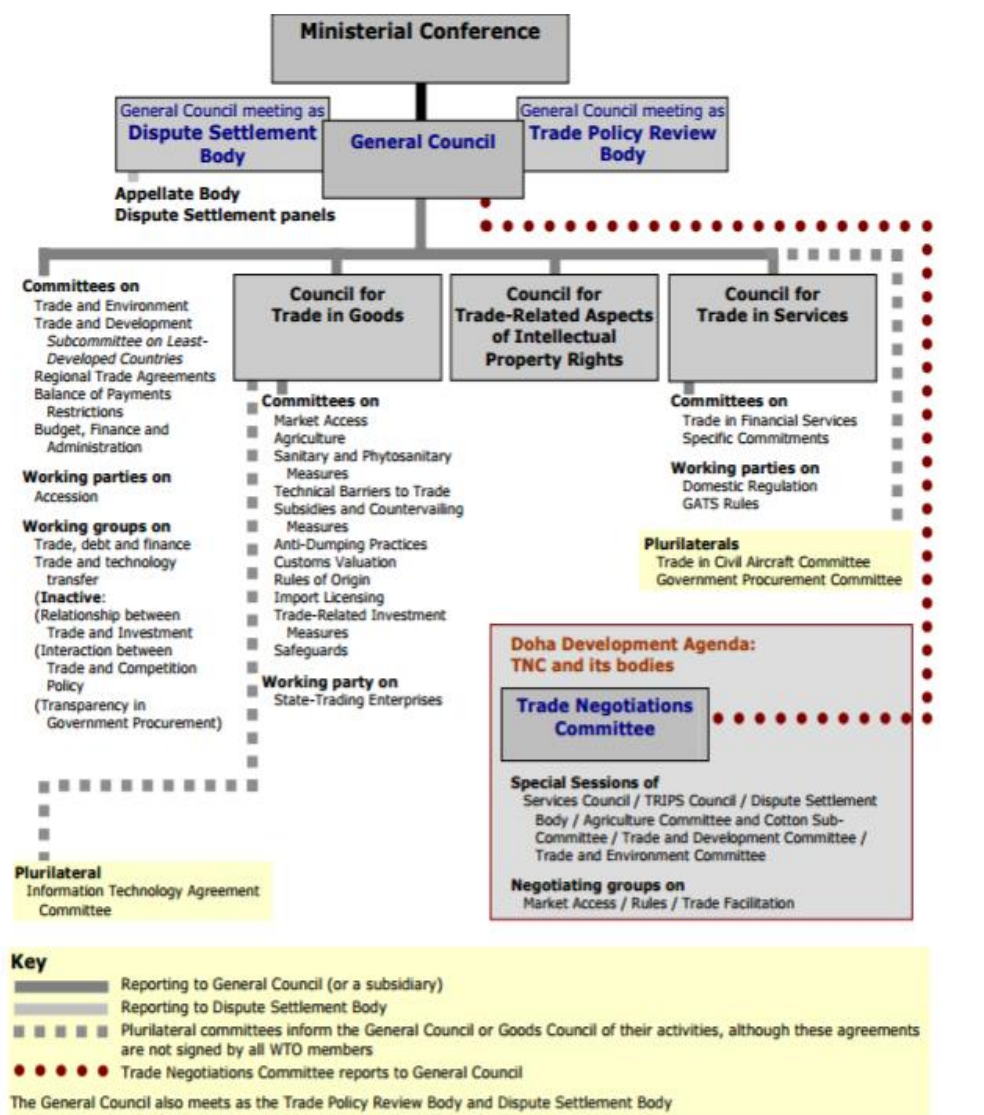 Ministerial Conference
General Council meeting as
Dispute Settlement
Body
General Council
General Council meeting as
Trade Policy Review
Body
Appellate Body
Dispute Settlement panels
Committees on
Trade and Environment
Trade and Development
Subcommittee on Least-
Developed Countries
Regional Trade Agreements
Balance of Payments
Restrictions
Budget, Finance and
Administration
Working parties on
Accession
Working groups on
Trade, debt and finance
Trade and technology
transfer
(Inactive:
(Relationship between
Trade and Investment
(Interaction between
Trade and Competition
Policy
(Transparency in
Government Procurement)
Plurilateral
Information Technology Agreement
Committee
Council for
Trade in Goods
Committees on
Market Access
Agriculture
Sanitary and Phytosanitary
Measures
Technical Barriers to Trade
Subsidies and Countervailing
Measures
Anti-Dumping Practices
Customs Valuation
Rules of Origin
Import Licensing
Trade-Related Investment
Measures
Safeguards
Working party on
State-Trading Enterprises
Council for
Trade-Related Aspects
of Intellectual
Property Rights
Council for
Trade in Services
Committees on
Trade in Financial Services
Specific Commitments
Working parties on
Domestic Regulation
GATS Rules
Plurilaterals
Trade in Civil Aircraft Committee
Government Procurement Committee
Doha Development Agenda:
TNC and its bodies
Trade Negotiations
Committee
Special Sessions of
Services Council / TRIPS Council / Dispute Settlement
Body / Agriculture Committee and Cotton Sub-
Committee / Trade and Development Committee /
Trade and Environment Committee
Negotiating groups on
Market Access / Rules / Trade Facilitation
Key
Reporting to General Council (or a subsidiary)
Reporting to Dispute Settlement Body
Plurilateral committees inform the General Council or Goods Council of their activities, although these agreements
are not signed by all WTO members
Trade Negotiations Committee reports to General Council
The General Council also meets as the Trade Policy Review Body and Dispute Settlement Body